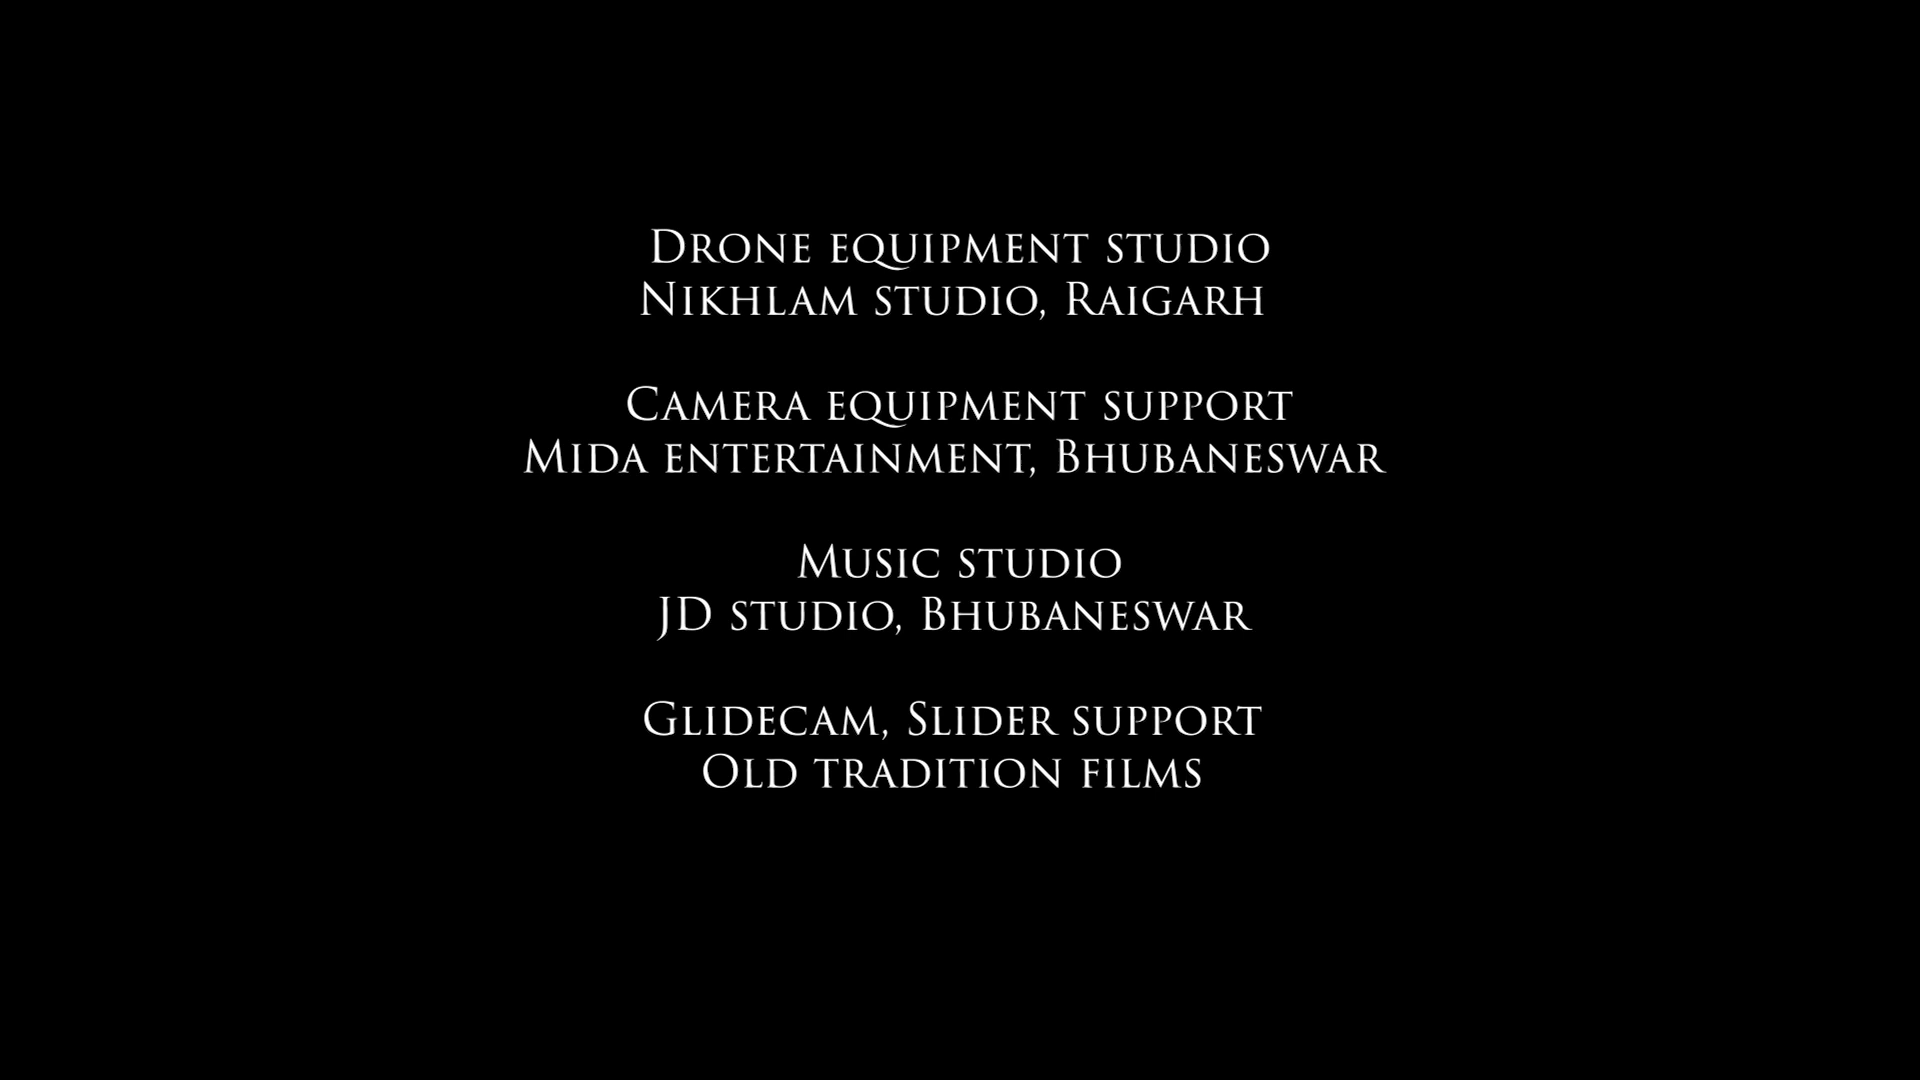 Drone equipment studio
Nikhlam studio, Raigarh
Camera equipment support
Mida entertainment, Bhubaneswar
Music studio
JD studio, Bhubaneswar
Glidecam, Slider support
Old tradition films